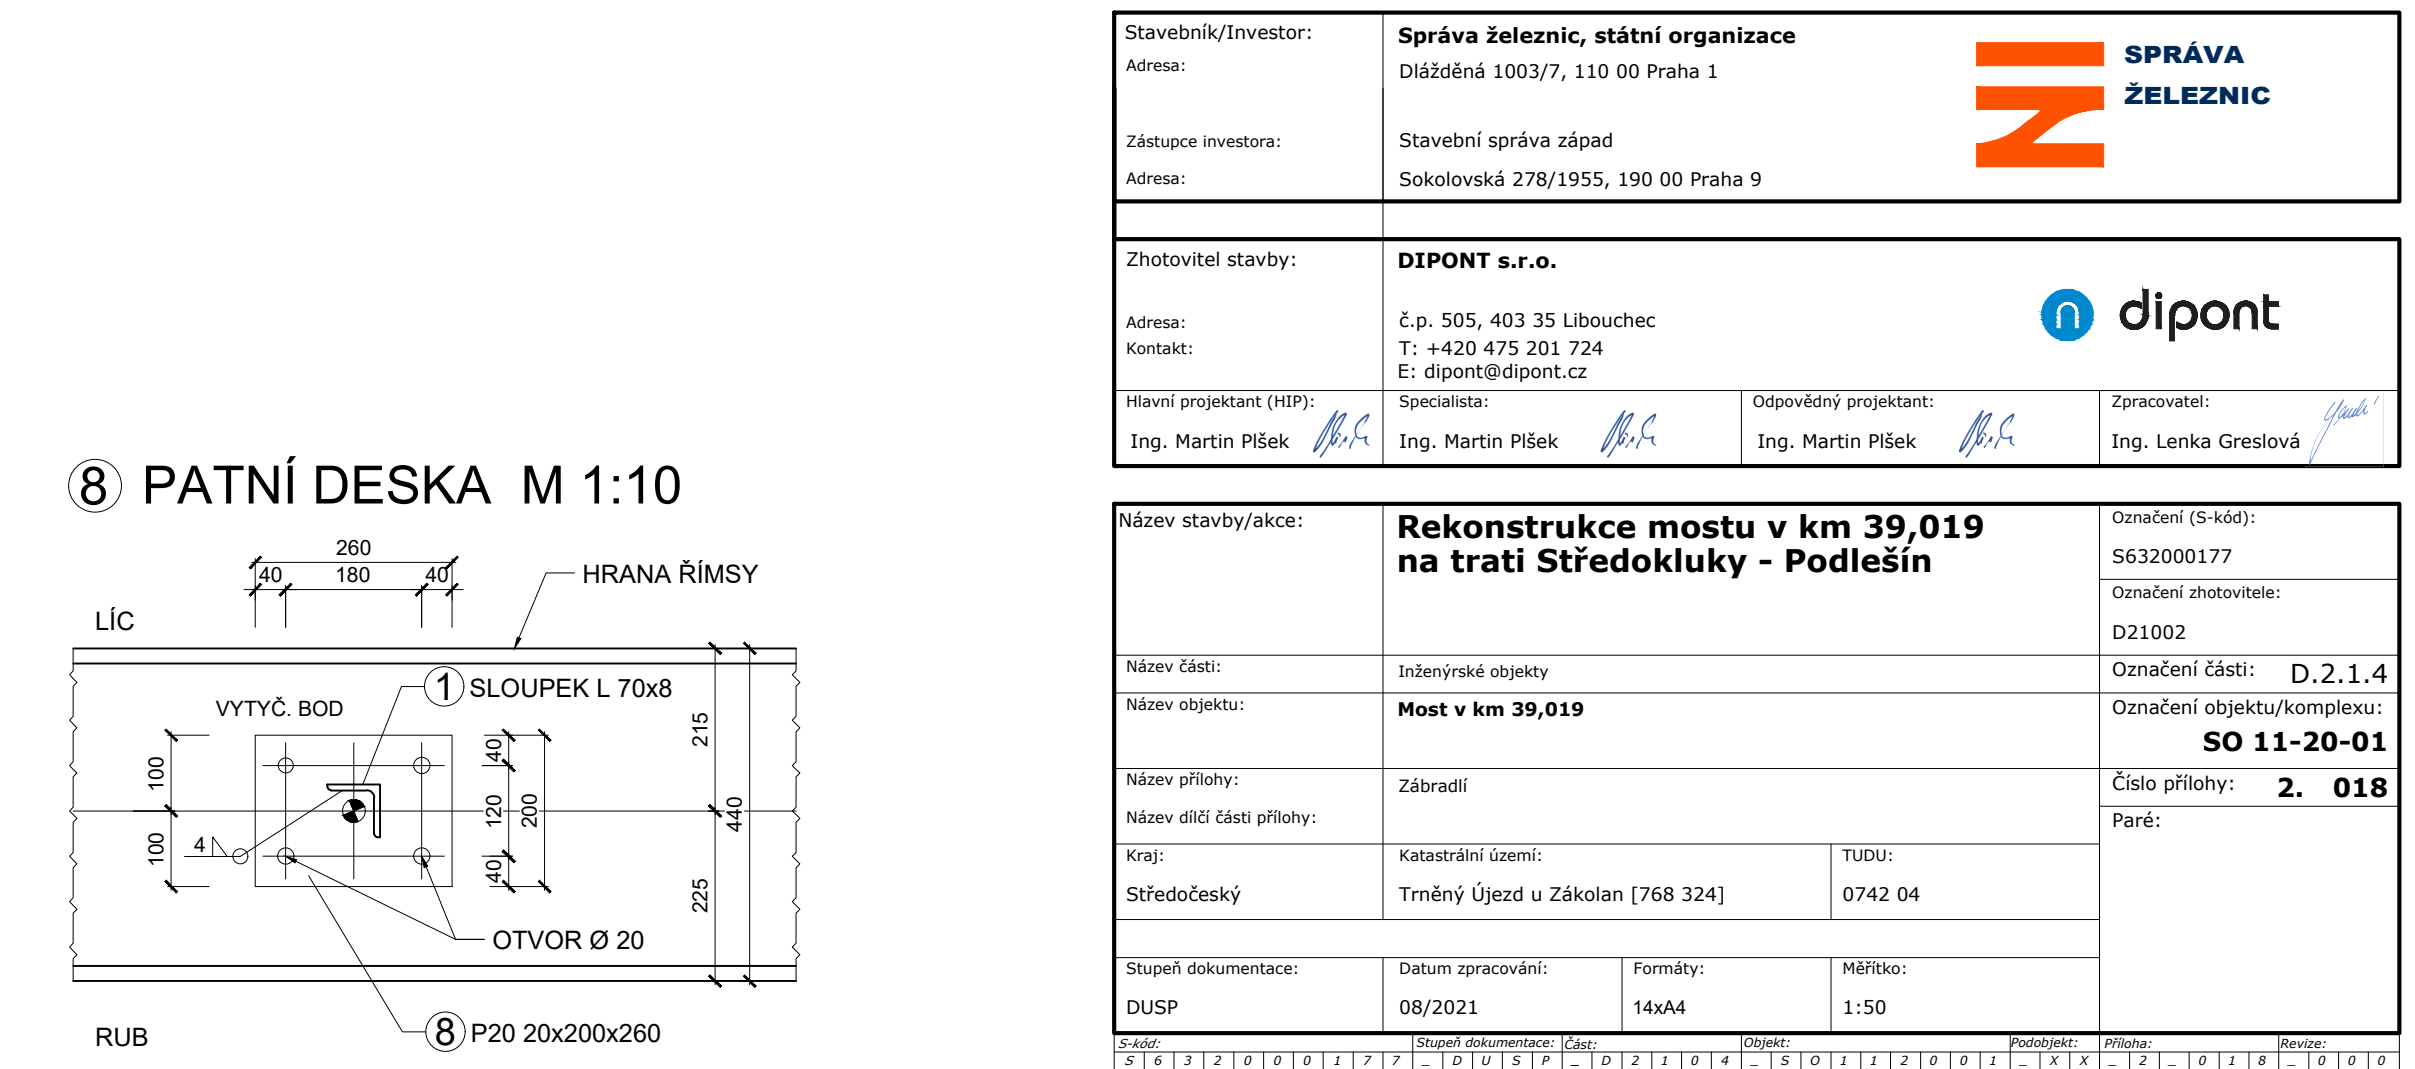 8 PATNÍ DESKA M 1:10
260
40 180 40
HRANA ŘÍMSY
LÍC
1 SLOUPEK L 70x8
VYTYČ. BOD
215
40
100
120
200
440
4
100
40
225
OTVOR Ø 20
8 P20 20x200x260
RUB
Stavebník/Investor: Správa železnic, státní organizace
Adresa: Dlážděná 1003/7, 110 00 Praha 1
SPRÁVA
ŽELEZNIC
Zástupce investora: Stavební správa západ
Adresa: Sokolovská 278/1955, 190 00 Praha 9
Zhotovitel stavby: DIPONT s.r.o.
dipont
Adresa: č.p. 505, 403 35 Libouchec
Kontakt: T: +420 475 201 724
E: dipont@dipont.cz
Hlavní projektant (HIP): Specialista: Odpovědný projektant: Zpracovatel:
Ing. Martin Plšek Ing. Martin Plšek Ing. Martin Plšek Ing. Lenka Greslová
Název stavby/akce: Rekonstrukce mostu v km 39,019
na trati Středokluky - Podlešín
Označení (S-kód):
S632000177
Označení zhotovitele:
D21002
Název části: Inženýrské objekty Označení části: D.2.1.4
Název objektu: Most v km 39,019 Označení objektu/komplexu:
SO 11-20-01
Název přílohy: Zábradlí Číslo přílohy: 2. 018
Název dílčí části přílohy:
Paré:
Kraj: Katastrální území: TUDU:
Středočeský Trněný Újezd u Zákolan [768 324] 0742 04
Stupeň dokumentace: Datum zpracování: Formáty: Měřítko:
DUSP 08/2021 14xA4 1:50
S-kód: Stupeň dokumentace: Část: Objekt: Podobjekt: Příloha: Revize:
S 6 3 2 0 0 0 1 7 7 _ D U S P _ D 2 1 0 4 _ S O 1 1 2 0 0 1 _ X X _ 2 _ 0 1 8 _ 0 0 0